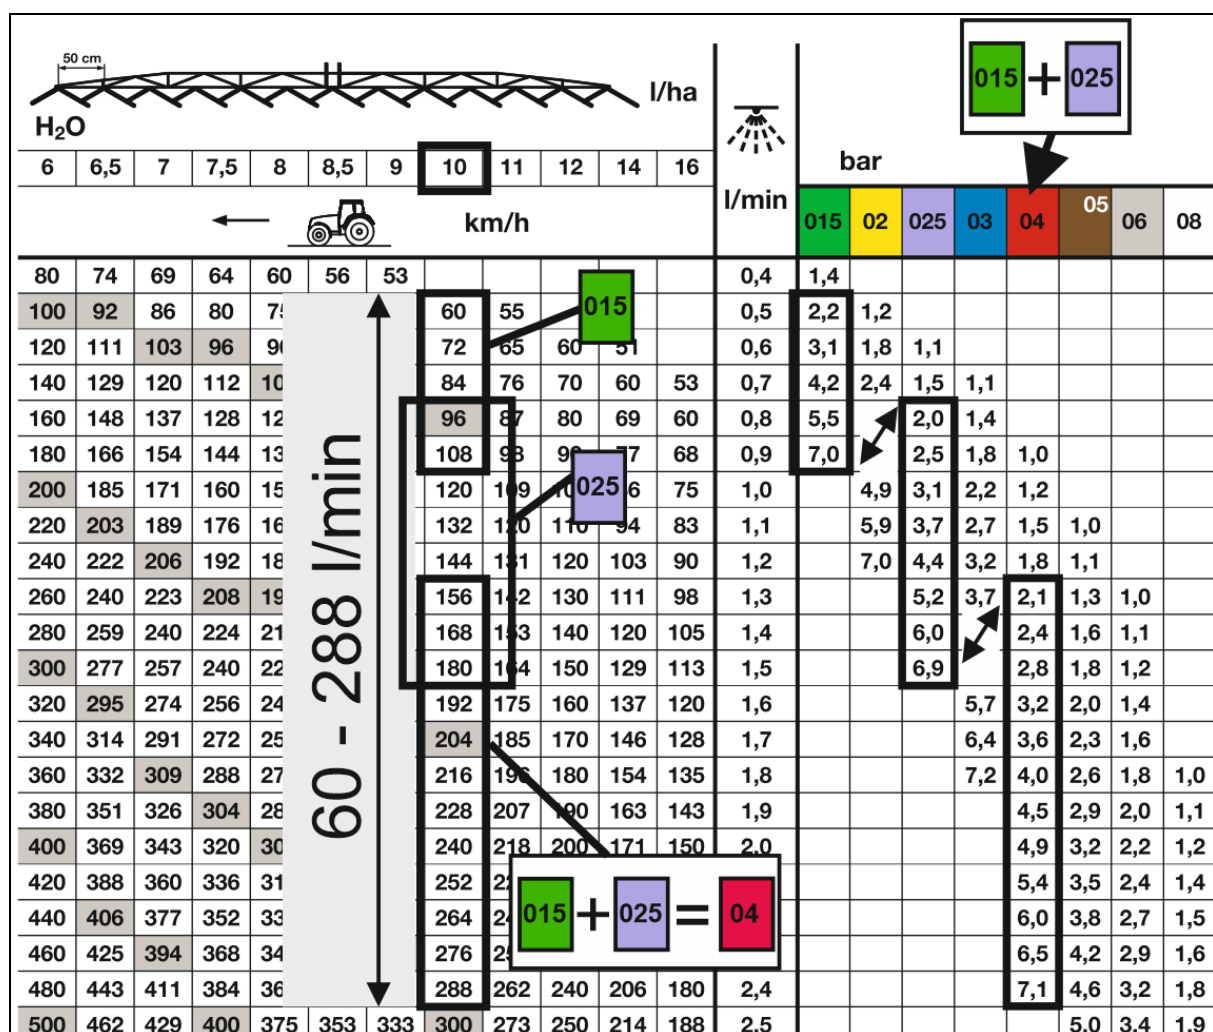 015 + 025
50 cm
l/ha
H₂O
6 6,5 7 7,5 8 8,5 9 10 11 12 14 16
bar
l/min
km/h
015 02 025 03 04 05 06 08
80 74 69 64 60 56 53 0,4 1,4
100 92 86 80 60 55 015 0,5 2,2 1,2
120 111 103 96 72 65 60 51 0,6 3,1 1,8 1,1
140 129 120 112 84 76 70 60 53 0,7 4,2 2,4 1,5 1,1
160 148 137 128 96 87 80 69 60 0,8 5,5 2,0 1,4
180 166 154 144 108 98 77 68 0,9 7,0 2,5 1,8 1,0
200 185 171 160 120 109 025 75 1,0 4,9 3,1 2,2 1,2
220 203 189 176 132 120 110 94 83 1,1 5,9 3,7 2,7 1,5 1,0
240 222 206 192 144 131 120 103 90 1,2 7,0 4,4 3,2 1,8 1,1
260 240 223 208 156 142 130 111 98 1,3 5,2 3,7 2,1 1,3 1,0
280 259 240 224 168 153 140 120 105 1,4 6,0 2,4 1,6 1,1
300 277 257 240 180 164 150 129 113 1,5 6,9 2,8 1,8 1,2
320 295 274 256 192 175 160 137 120 1,6 5,7 3,2 2,0 1,4
340 314 291 272 204 185 170 146 128 1,7 6,4 3,6 2,3 1,6
360 332 309 288 216 196 180 154 135 1,8 7,2 4,0 2,6 1,8 1,0
380 351 326 304 228 207 190 163 143 1,9 4,5 2,9 2,0 1,1
400 369 343 320 240 218 200 171 150 2,0 4,9 3,2 2,2 1,2
420 388 360 336 252 5,4 3,5 2,4 1,4
440 406 377 352 264 6,0 3,8 2,7 1,5
460 425 394 368 276 6,5 4,2 2,9 1,6
480 443 411 384 288 262 240 206 180 2,4 7,1 4,6 3,2 1,8
500 462 429 400 375 353 333 300 273 250 214 188 2,5 5,0 3,4 1,9
60 - 288 l/min
015 + 025 = 04